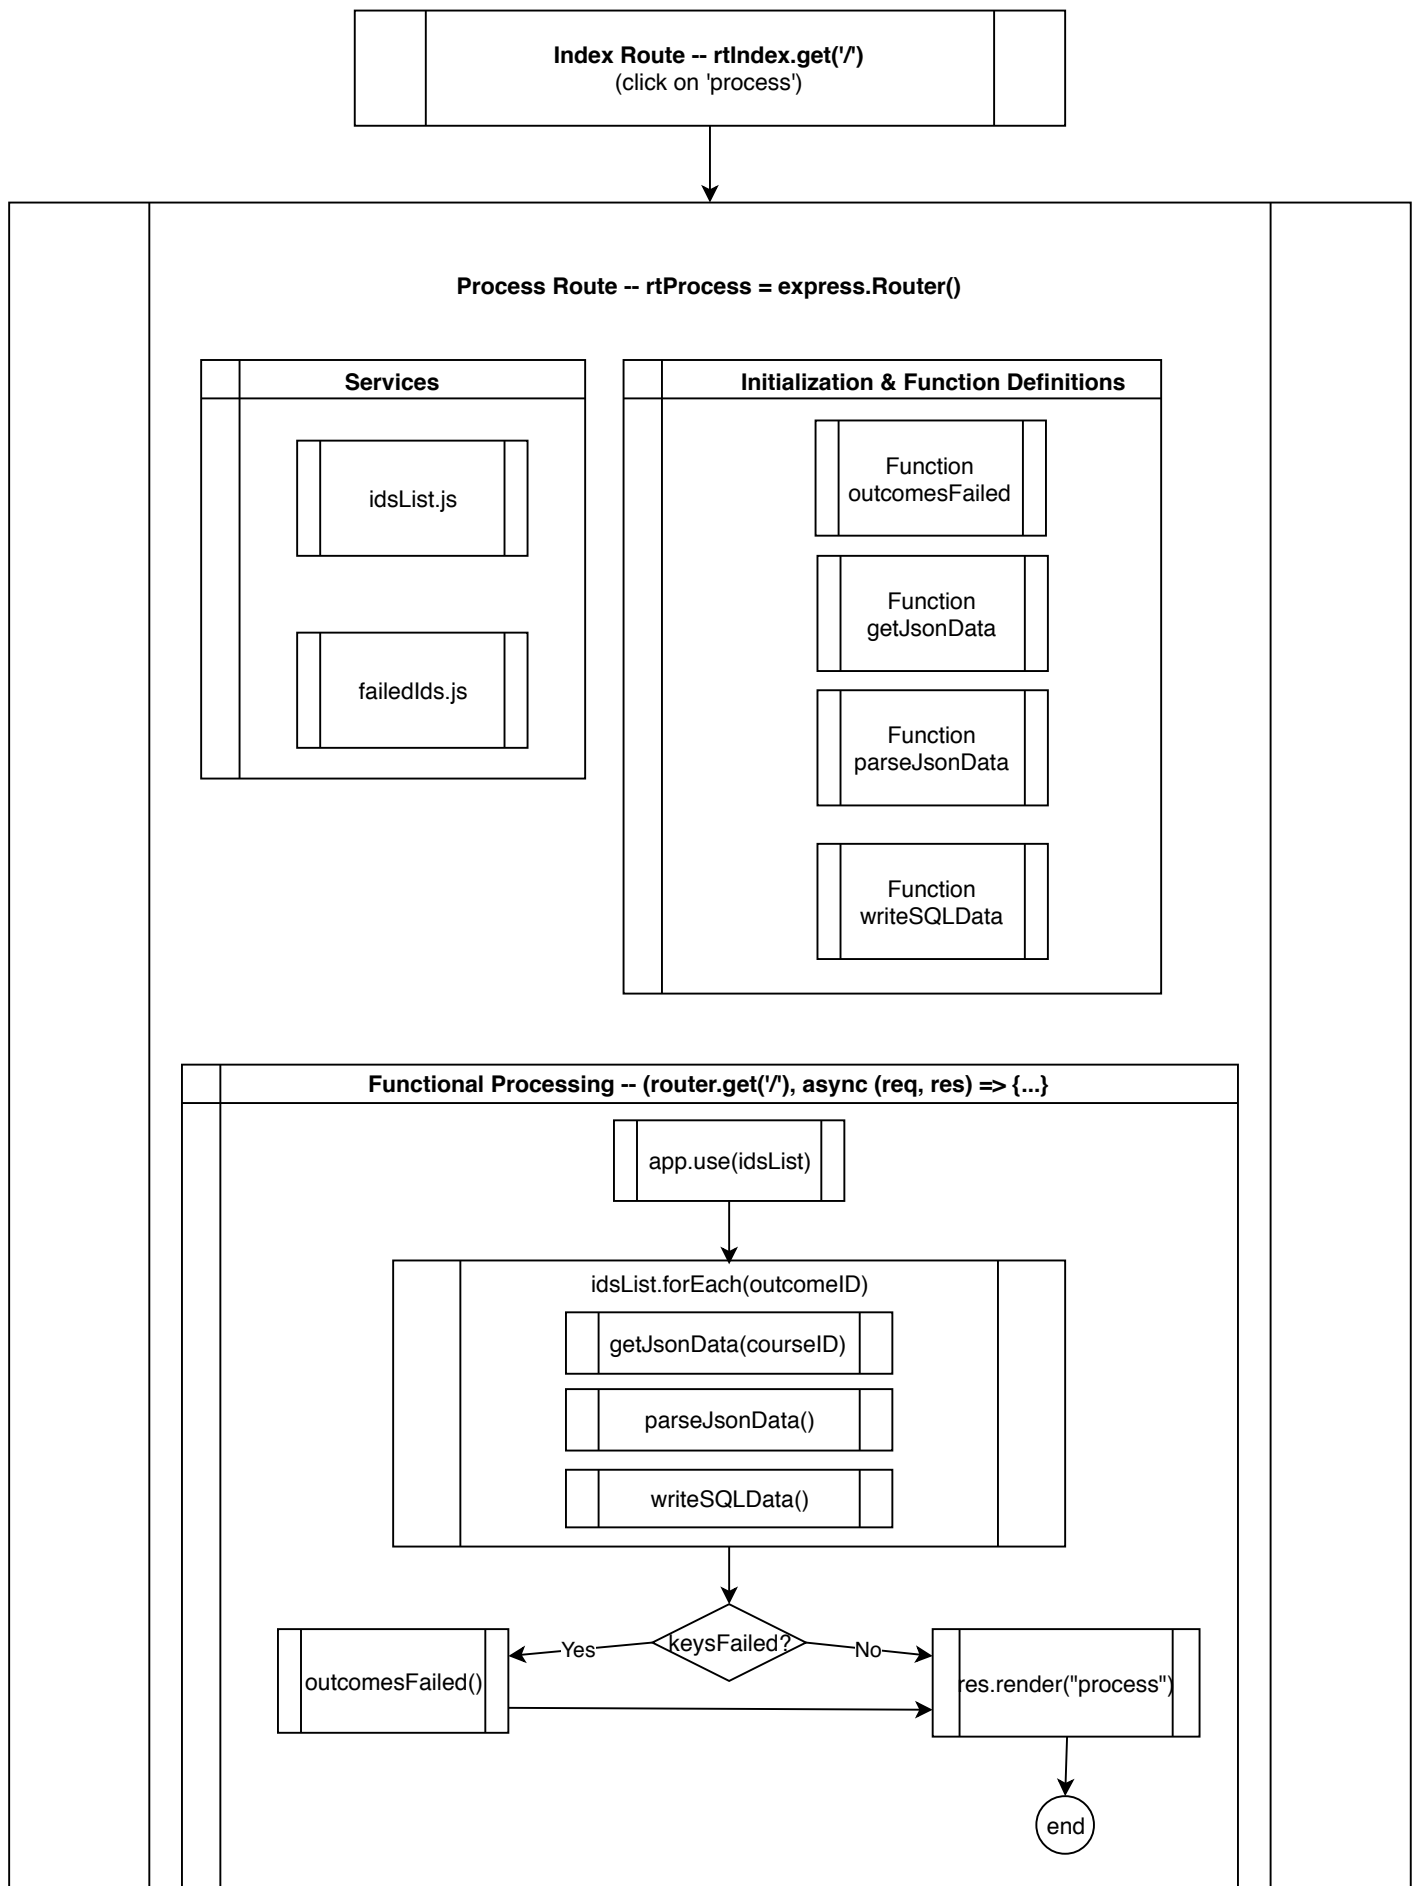 Index Route -- rtIndex.get('/')
(click on 'process')
Process Route -- rtProcess = express.Router()
Services
idsList.js
failedIds.js
Initialization & Function Definitions
Function
outcomesFailed
Function
getJsonData
Function
parseJsonData
Function
writeSQLData
Functional Processing -- (router.get('/'), async (req, res) => {...}
app.use(idsList)
idsList.forEach(outcomeID)
getJsonData(courseID)
parseJsonData()
writeSQLData()
keysFailed?
Yes
No
outcomesFailed()
res.render("process")
end